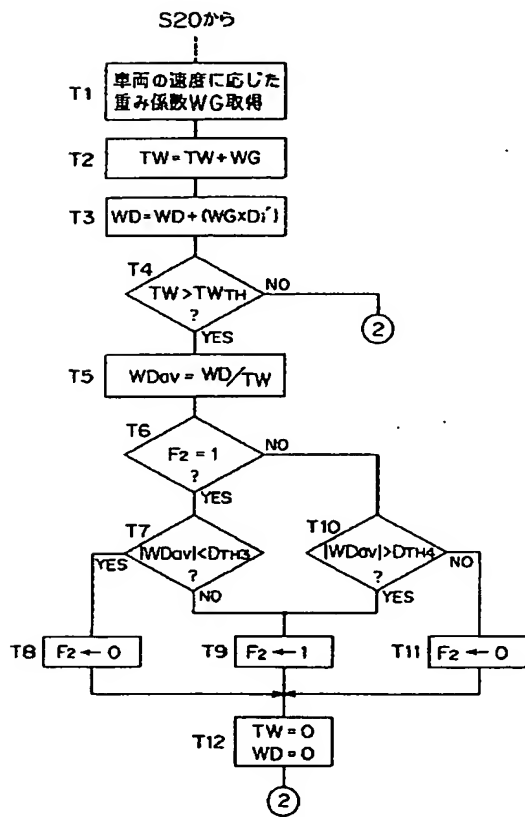 S20から
T1
車両の速度に応じた
重み係数WG取得
T2
TW=TW+WG
T3
WD=WD+(WG×Di')
T4
TW>TWTH
?
NO
YES
②
T5
WDav=WD/TW
T6
F2=1
?
NO
YES
T7
|WDav|<DTH3
?
YES
NO
T10
|WDav|>DTH4
?
NO
YES
T8
F2←0
T9
F2←1
T11
F2←0
T12
TW=0
WD=0
②